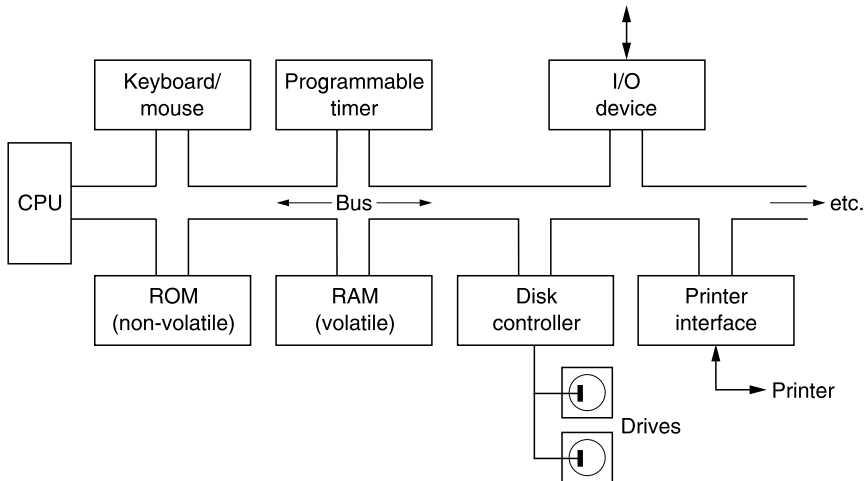 Keyboard/
mouse
Programmable
timer
I/O
device
CPU
Bus
etc.
ROM
(non-volatile)
RAM
(volatile)
Disk
controller
Printer
interface
Printer
Drives